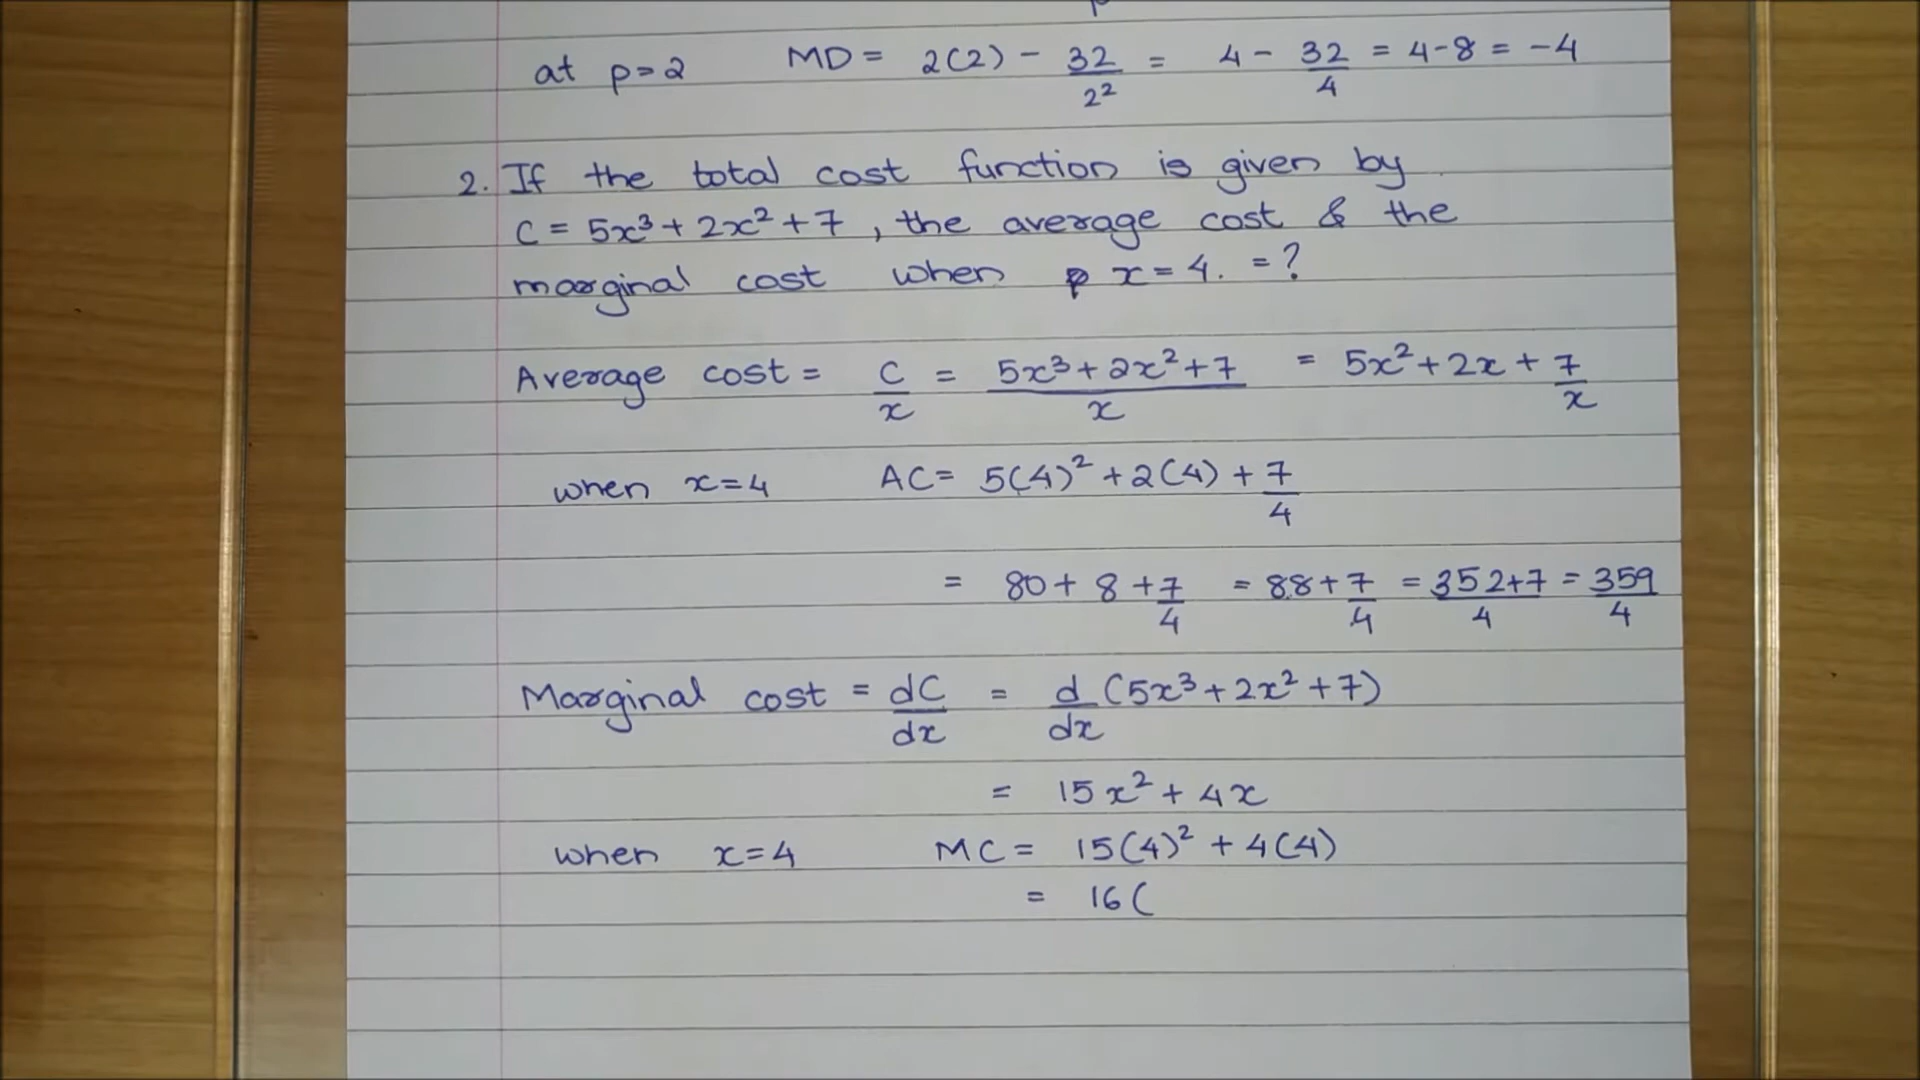 at p=2 MD = 2(2) - 32/2² = 4 - 32/4 = 4-8 = -4
2. If the total cost function is given by
C = 5x³ + 2x² + 7, the average cost & the
marginal cost when x = 4. = ?
Average cost = C/x = (5x³ + 2x² + 7)/x = 5x² + 2x + 7/x
when x=4 AC = 5(4)² + 2(4) + 7/4
= 80 + 8 + 7/4 = 88 + 7/4 = (352+7)/4 = 359/4
Marginal cost = dC/dx = d/dx (5x³ + 2x² + 7)
= 15x² + 4x
when x=4 MC = 15(4)² + 4(4)
= 16(